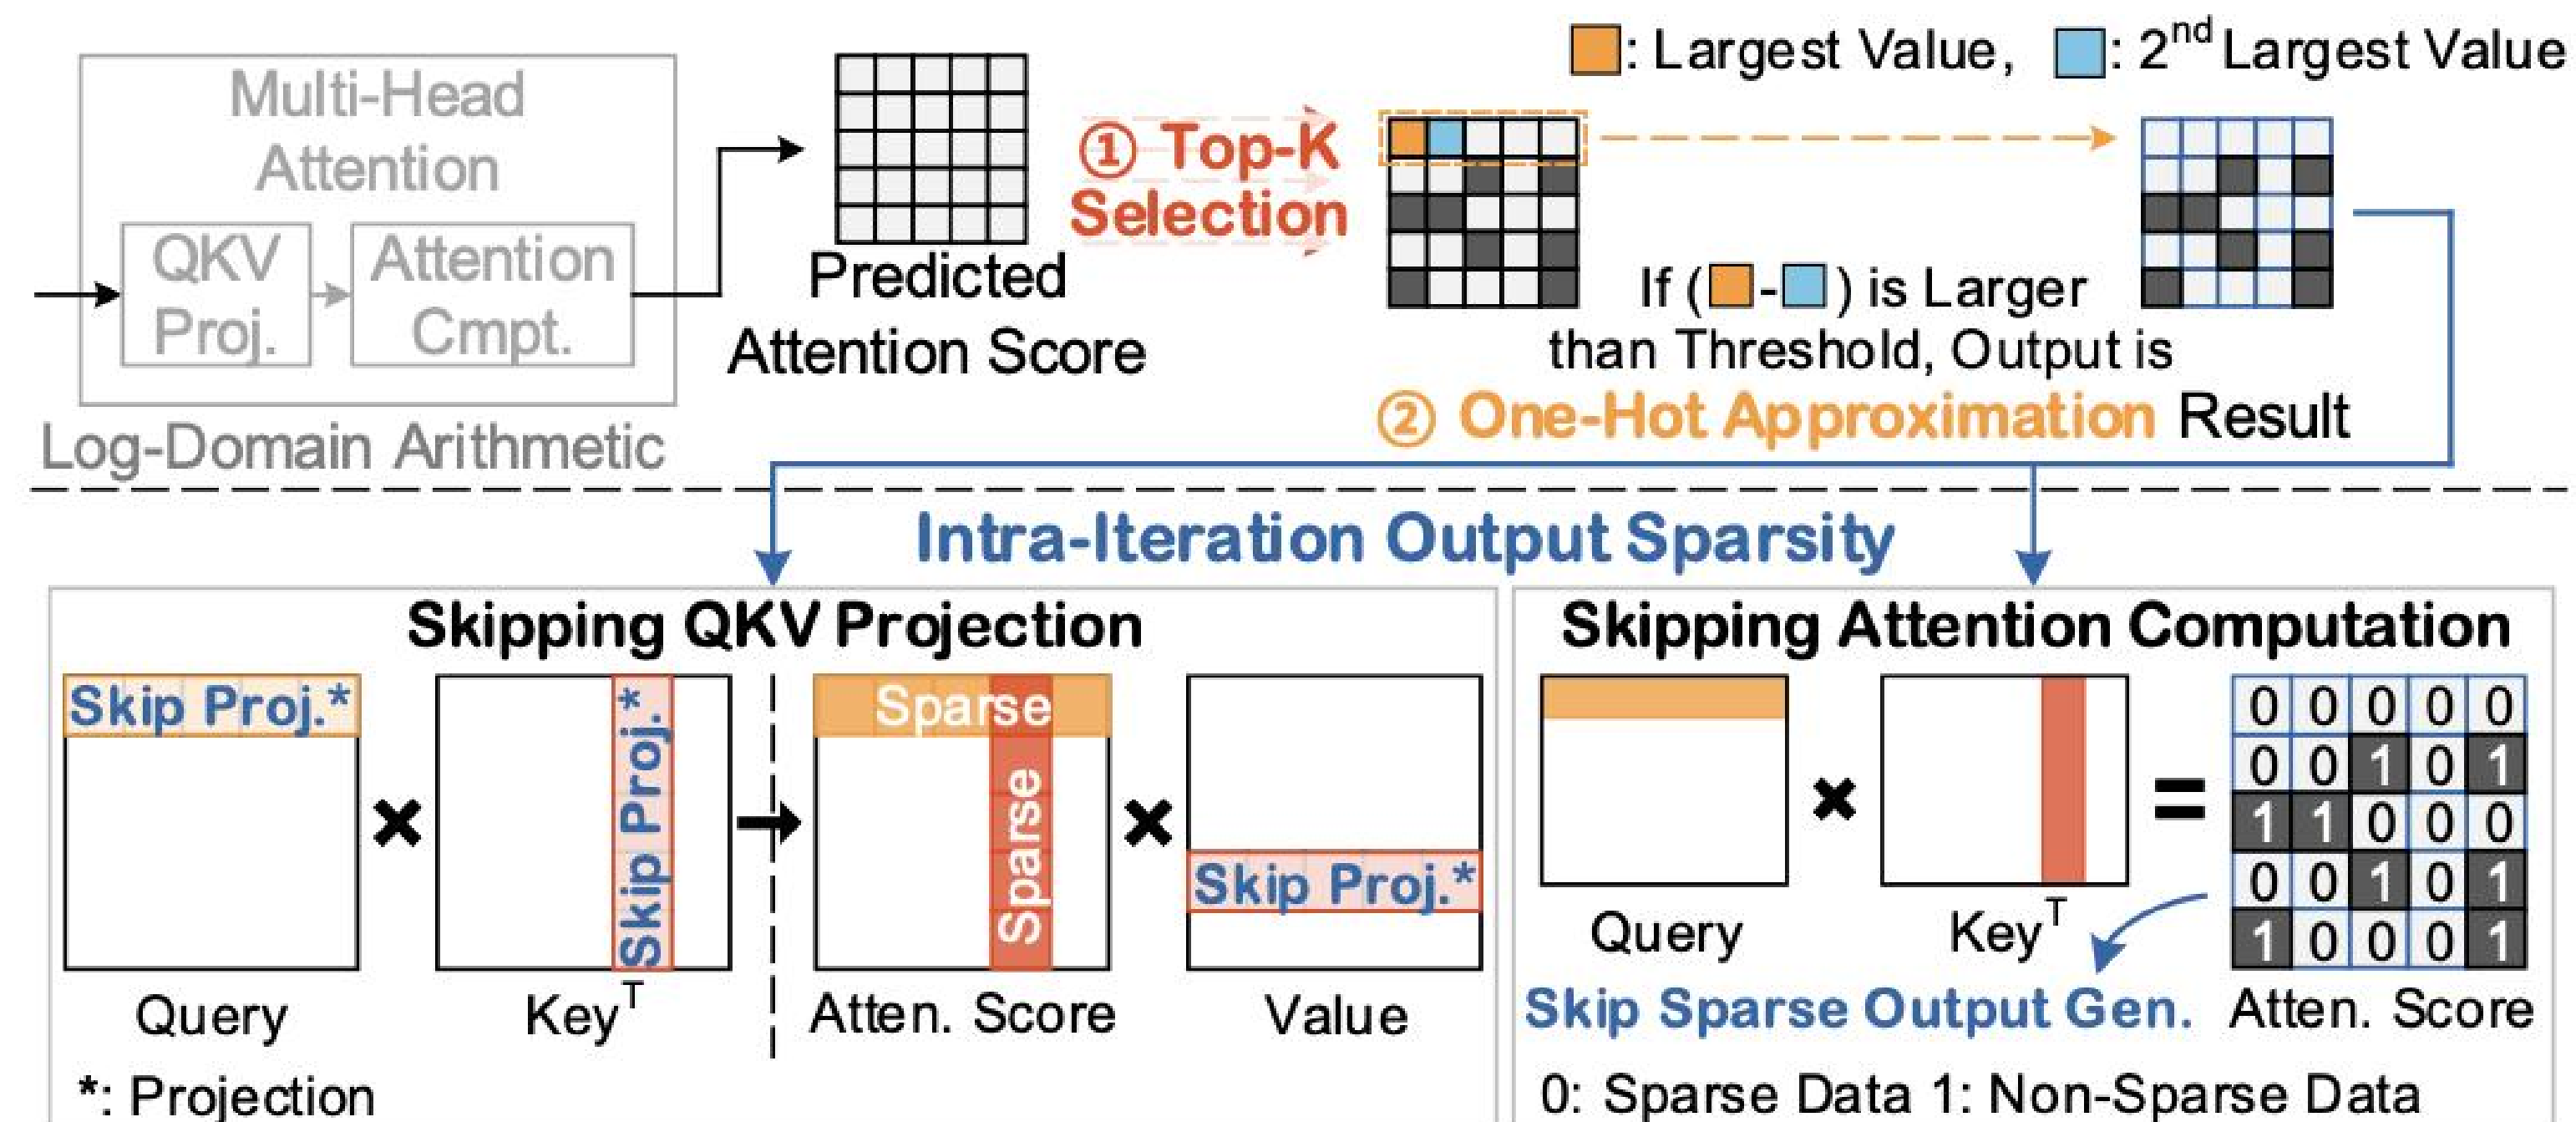 Multi-Head
Attention
QKV
Proj.
Attention
Cmpt.
Log-Domain Arithmetic
Predicted
Attention Score
① Top-K
Selection
: Largest Value, : 2nd Largest Value
If ( - ) is Larger
than Threshold, Output is
② One-Hot Approximation Result
Intra-Iteration Output Sparsity
Skipping QKV Projection
Skip Proj.*
Skip Proj.*
Sparse
Sparse
Skip Proj.*
Query
KeyT
Atten. Score
Value
*: Projection
Skipping Attention Computation
Query
KeyT
0 0 0 0 0
0 0 1 0 1
1 1 0 0 0
0 0 1 0 1
1 0 0 0 1
Skip Sparse Output Gen.
Atten. Score
0: Sparse Data 1: Non-Sparse Data